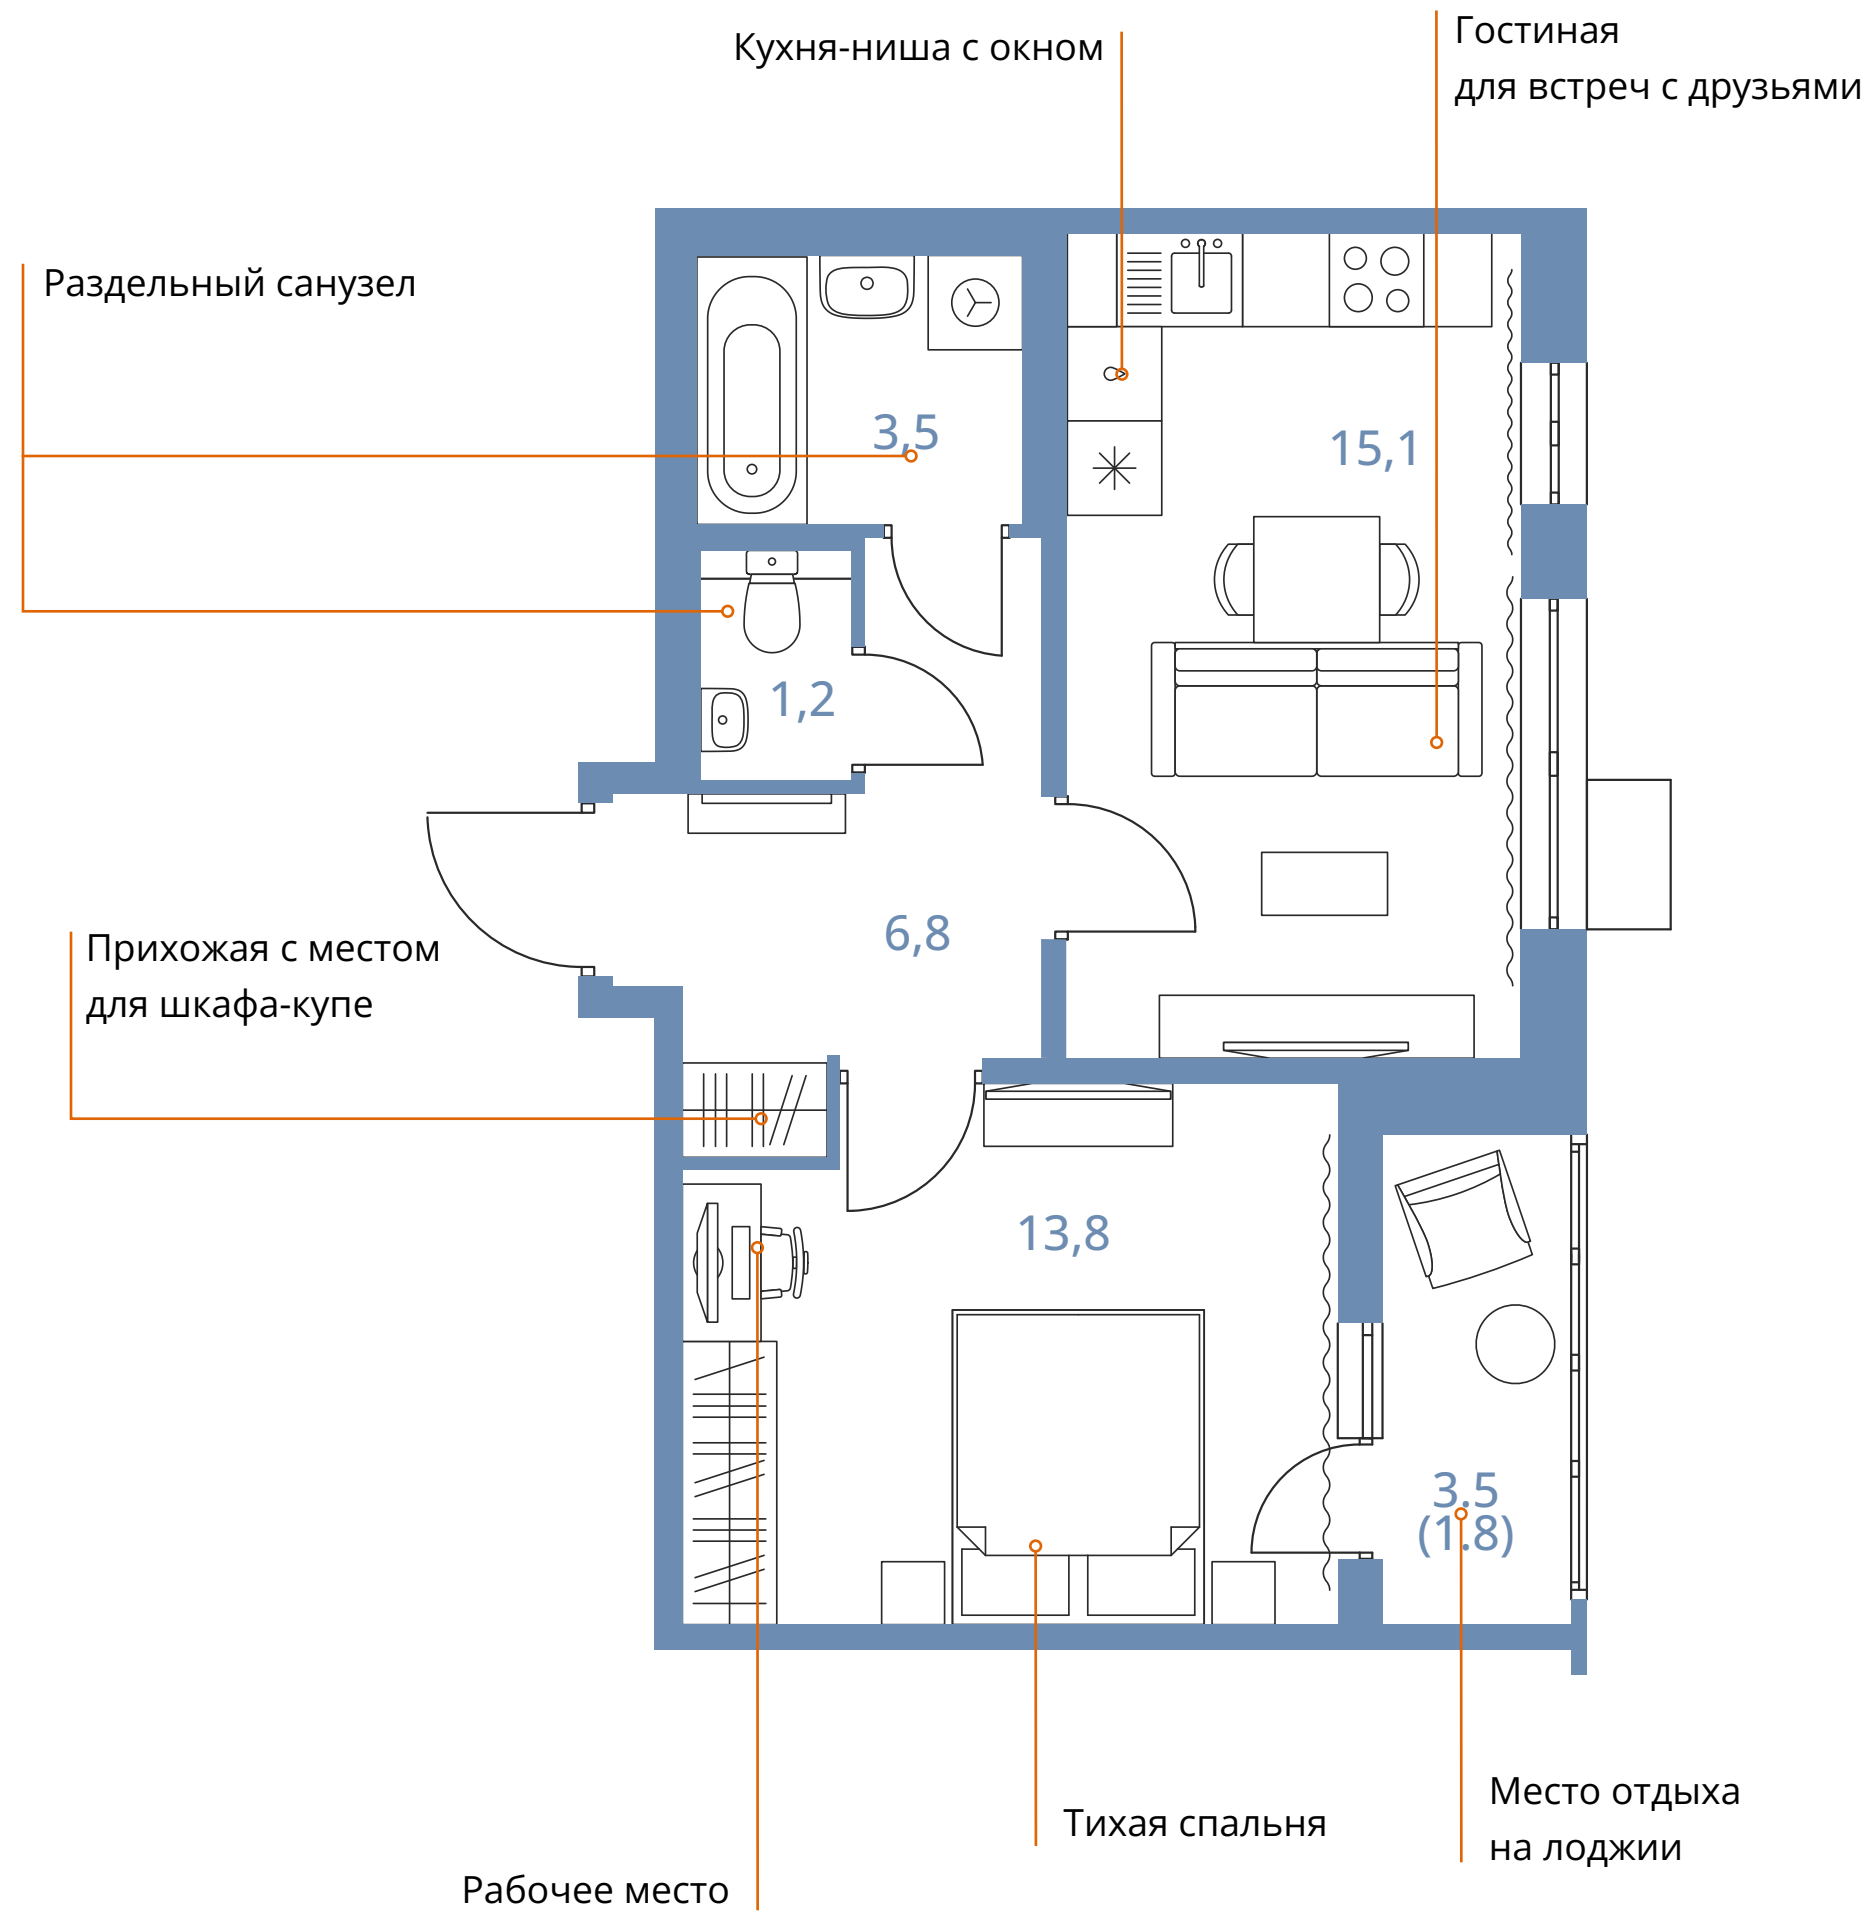 Гостиная
для встреч с друзьями
Кухня-ниша с окном
Раздельный санузел
3,5
15,1
1,2
6,8
Прихожая с местом
для шкафа-купе
13,8
3.5
(1.8)
Место отдыха
на лоджии
Тихая спальня
Рабочее место